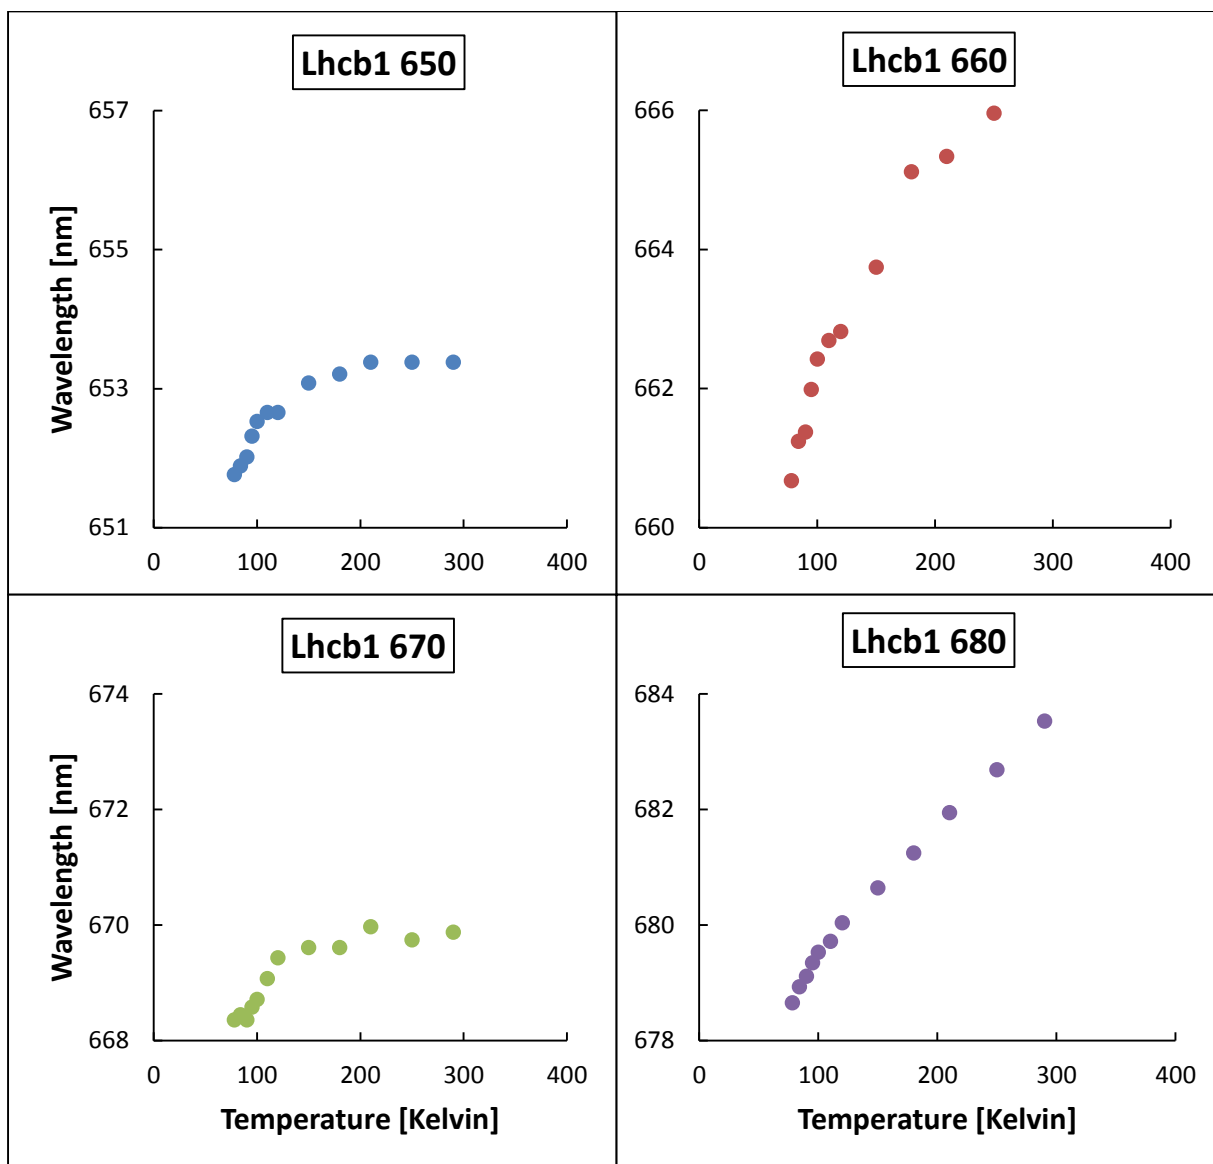 Lhcb1 650
657
655
653
651
0 100 200 300 400
Wavelength [nm]
Lhcb1 660
666
664
662
660
0 100 200 300 400
Lhcb1 670
674
672
670
668
0 100 200 300 400
Wavelength [nm]
Temperature [Kelvin]
Lhcb1 680
684
682
680
678
0 100 200 300 400
Temperature [Kelvin]